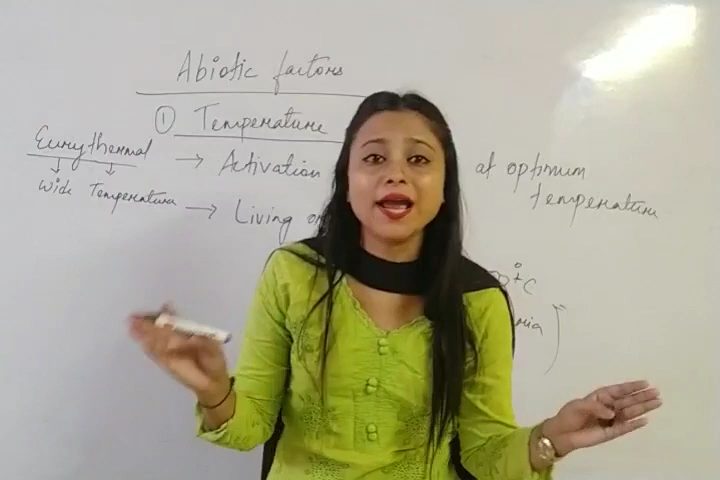 Abiotic factors
① Temperature
Eurythermal → Activation
at optimum
temperature
↓ ↓
Wide Temperature
→ Living
°C